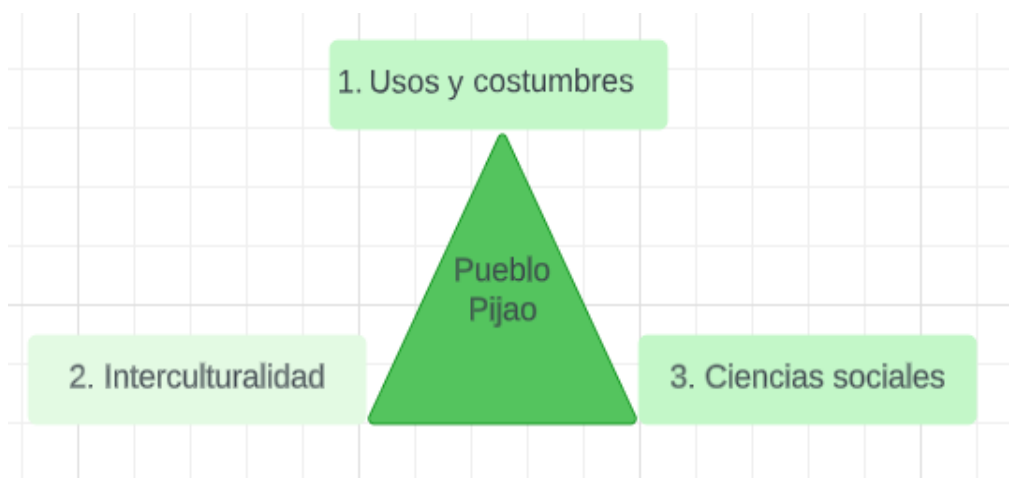 1. Usos y costumbres
Pueblo
Pijao
2. Interculturalidad
3. Ciencias sociales